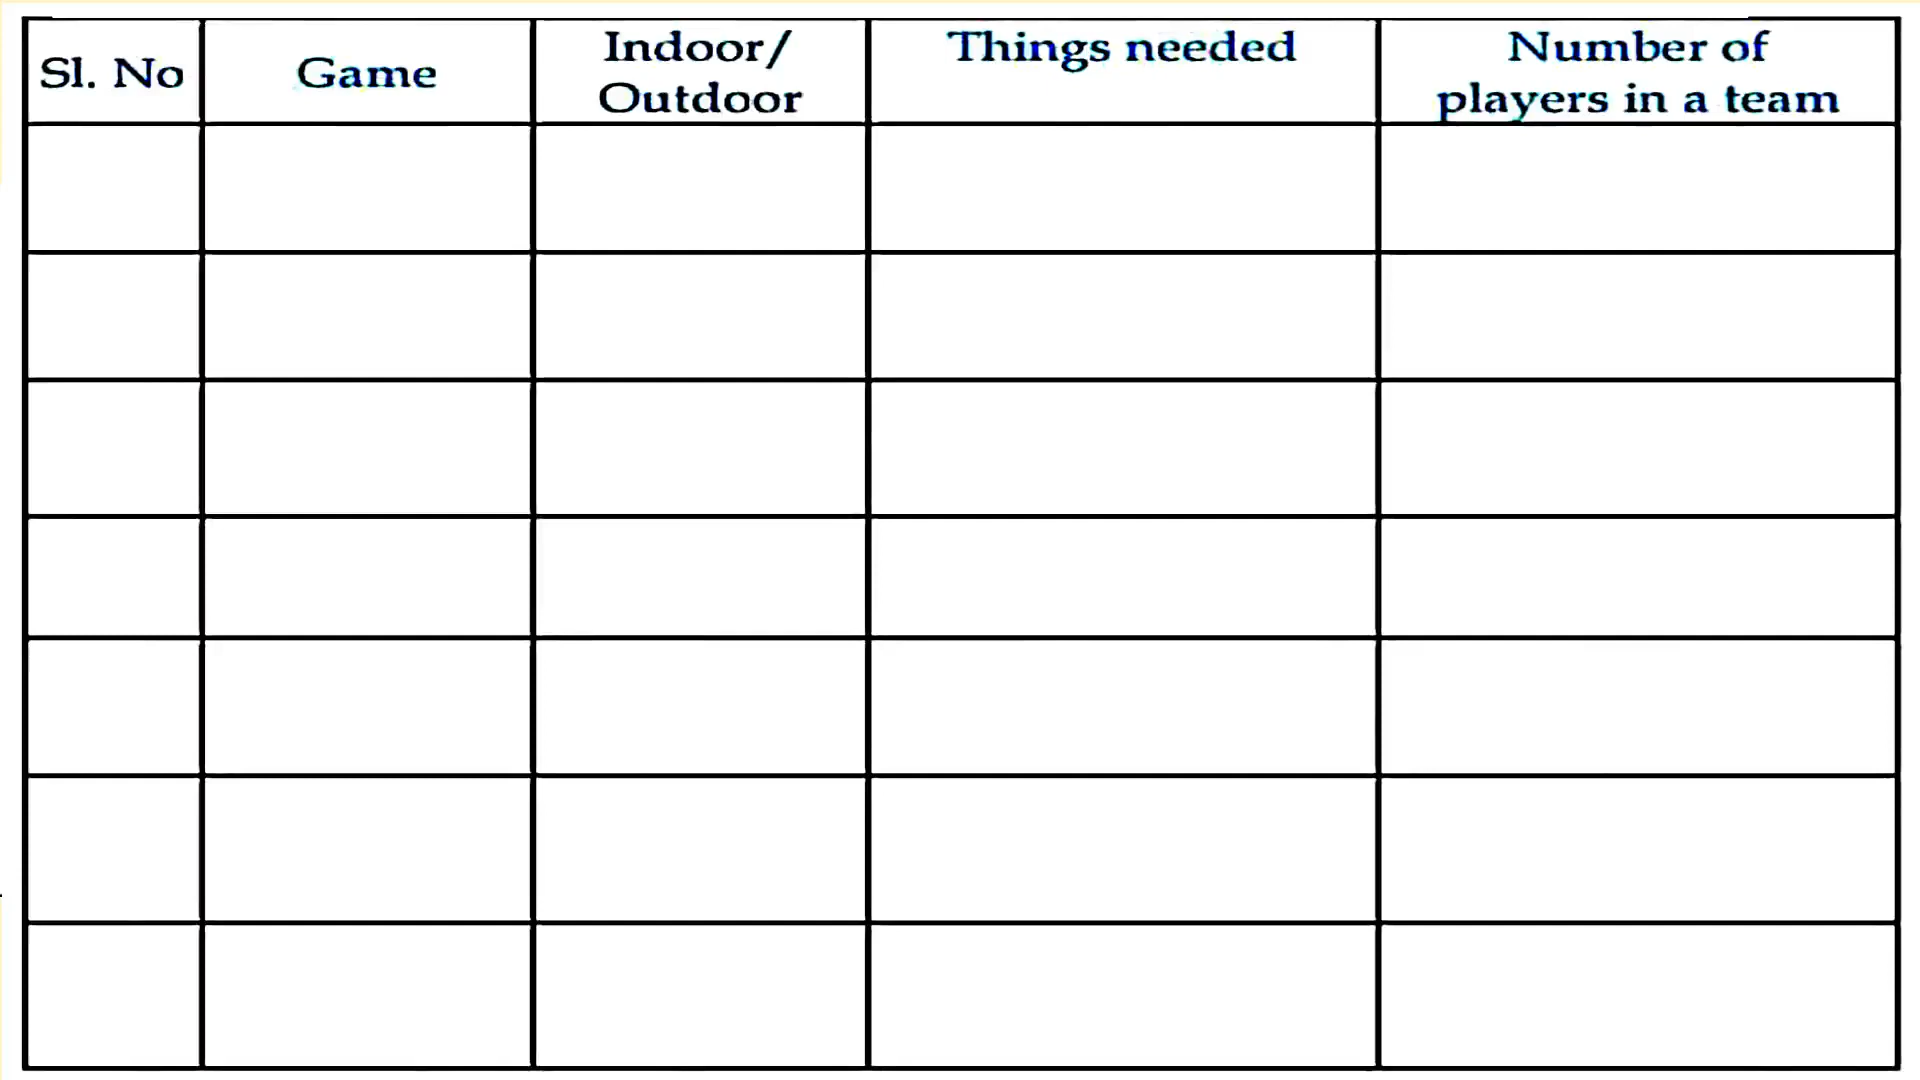 Sl. No
Game
Indoor/
Outdoor
Things needed
Number of
players in a team